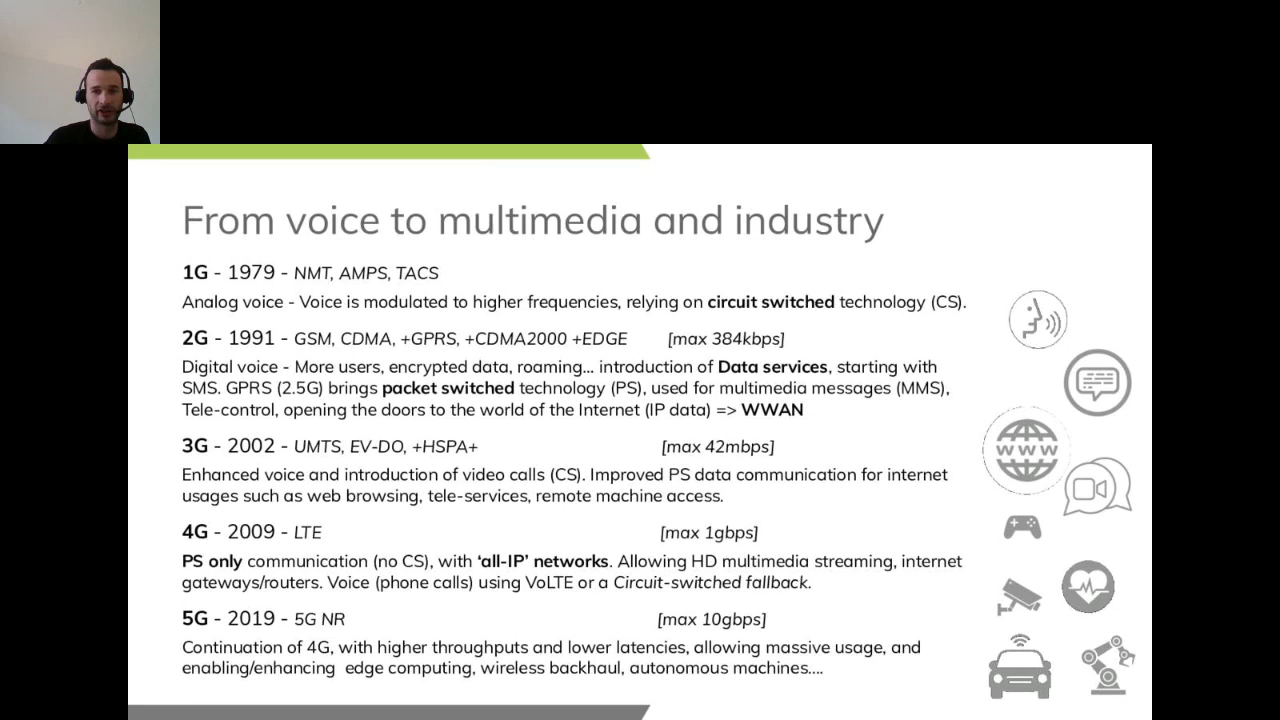 From voice to multimedia and industry
1G - 1979 - NMT, AMPS, TACS
Analog voice - Voice is modulated to higher frequencies, relying on circuit switched technology (CS).
2G - 1991 - GSM, CDMA, +GPRS, +CDMA2000 +EDGE [max 384kbps]
Digital voice - More users, encrypted data, roaming... introduction of Data services, starting with
SMS. GPRS (2.5G) brings packet switched technology (PS), used for multimedia messages (MMS),
Tele-control, opening the doors to the world of the Internet (IP data) => WWAN
3G - 2002 - UMTS, EV-DO, +HSPA+ [max 42mbps]
Enhanced voice and introduction of video calls (CS). Improved PS data communication for internet
usages such as web browsing, tele-services, remote machine access.
WWW
4G - 2009 - LTE [max 1gbps]
PS only communication (no CS), with ‘all-IP’ networks. Allowing HD multimedia streaming, internet
gateways/routers. Voice (phone calls) using VoLTE or a Circuit-switched fallback.
5G - 2019 - 5G NR [max 10gbps]
Continuation of 4G, with higher throughputs and lower latencies, allowing massive usage, and
enabling/enhancing edge computing, wireless backhaul, autonomous machines....